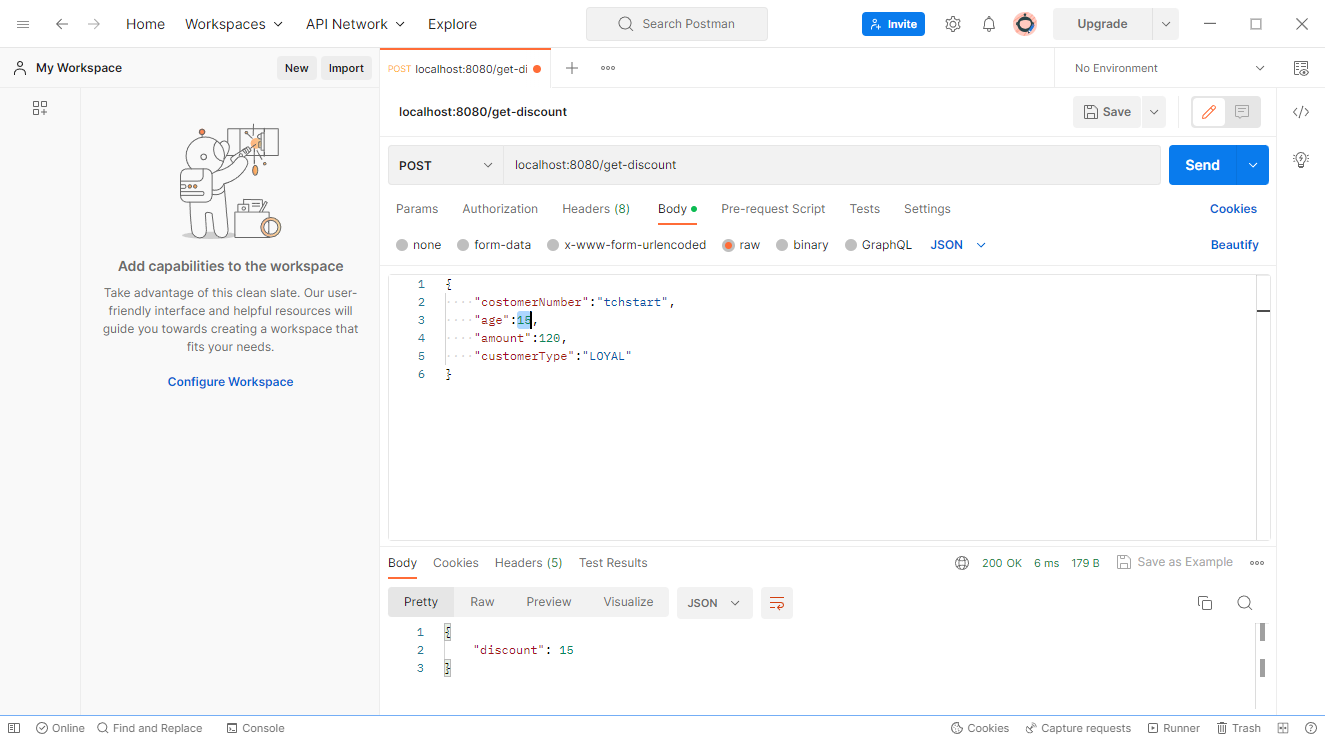 Home Workspaces API Network Explore Search Postman Invite Upgrade
My Workspace New Import POST localhost:8080/get-di No Environment
localhost:8080/get-discount Save
POST localhost:8080/get-discount Send
Params Authorization Headers (8) Body Pre-request Script Tests Settings Cookies
none form-data x-www-form-urlencoded raw binary GraphQL JSON Beautify
Add capabilities to the workspace
Take advantage of this clean slate. Our user-
friendly interface and helpful resources will
guide you towards creating a workspace that
fits your needs.
Configure Workspace
1 {
2 "costomerNumber":"tchstart",
3 "age":15,
4 "amount":120,
5 "customerType":"LOYAL"
6 }
Body Cookies Headers (5) Test Results 200 OK 6 ms 179 B Save as Example
Pretty Raw Preview Visualize JSON
1 {
2 "discount": 15
3 }
Online Find and Replace Console Cookies Capture requests Runner Trash